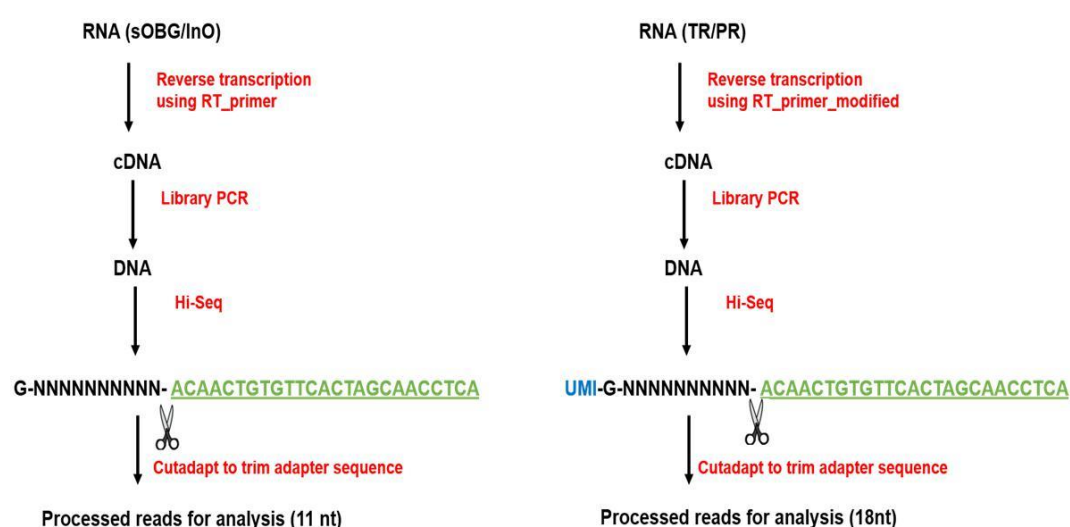 RNA (sOBG/InO)
Reverse transcription
using RT_primer
cDNA
Library PCR
DNA
Hi-Seq
G-NNNNNNNNNN- ACAACTGTGTTCACTAGCAACCTCA
Cutadapt to trim adapter sequence
Processed reads for analysis (11 nt)
RNA (TR/PR)
Reverse transcription
using RT_primer_modified
cDNA
Library PCR
DNA
Hi-Seq
UMI-G-NNNNNNNNNN- ACAACTGTGTTCACTAGCAACCTCA
Cutadapt to trim adapter sequence
Processed reads for analysis (18nt)